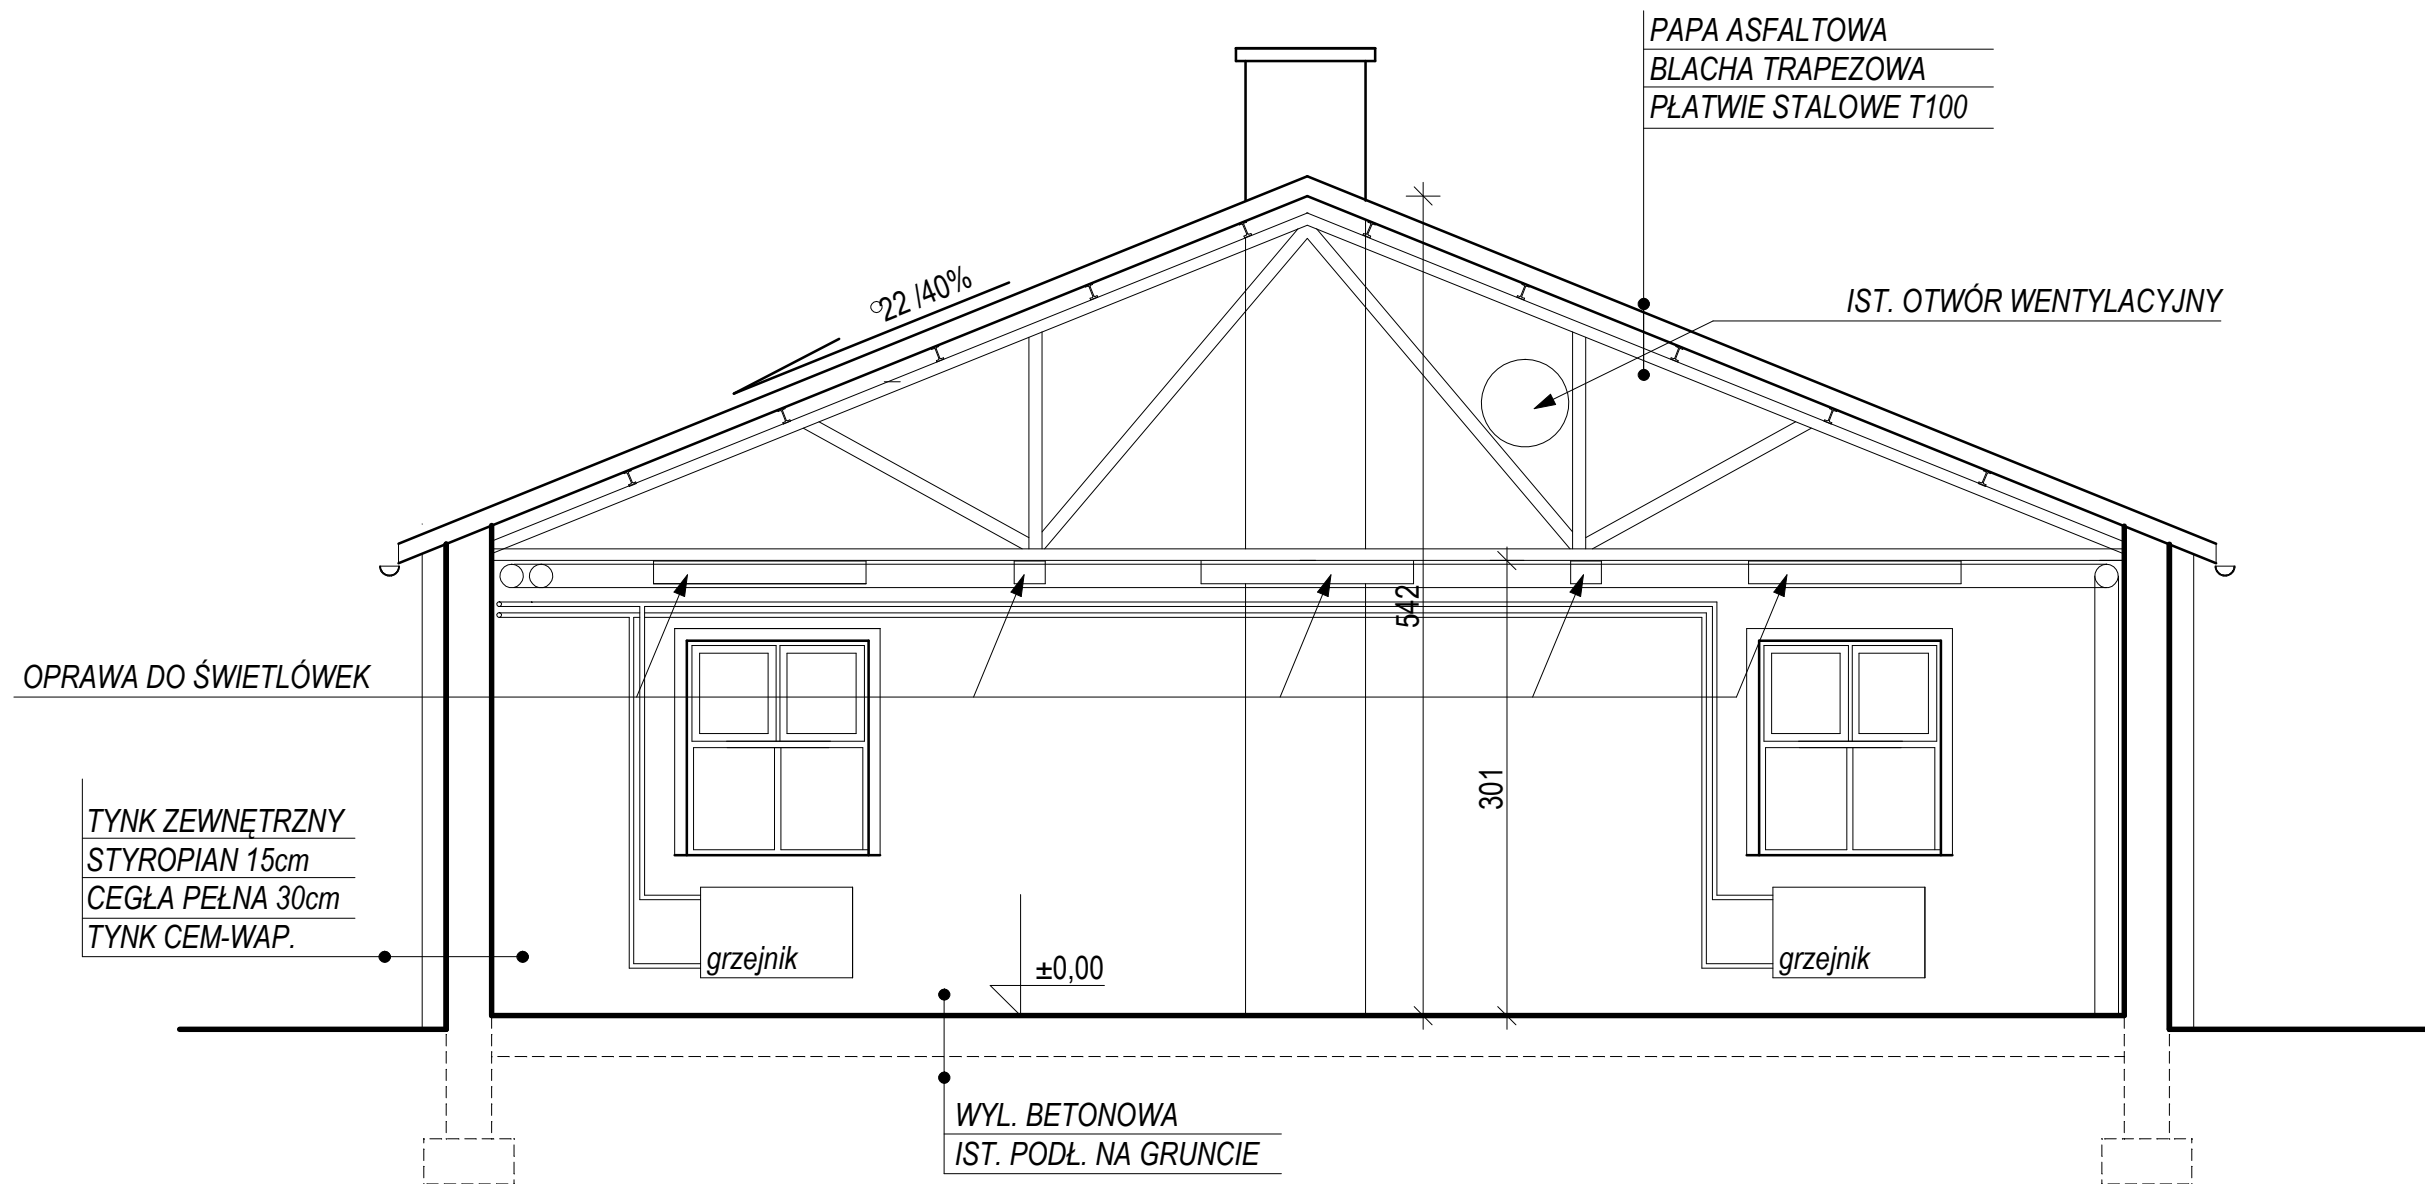 PAPA ASFALTOWA
BLACHA TRAPEZOWA
PŁATWIE STALOWE T100
°22 /40%
IST. OTWÓR WENTYLACYJNY
542
OPRAWA DO ŚWIETLÓWEK
301
TYNK ZEWNĘTRZNY
STYROPIAN 15cm
CEGŁA PEŁNA 30cm
TYNK CEM-WAP.
grzejnik
±0,00
grzejnik
WYL. BETONOWA
IST. PODŁ. NA GRUNCIE